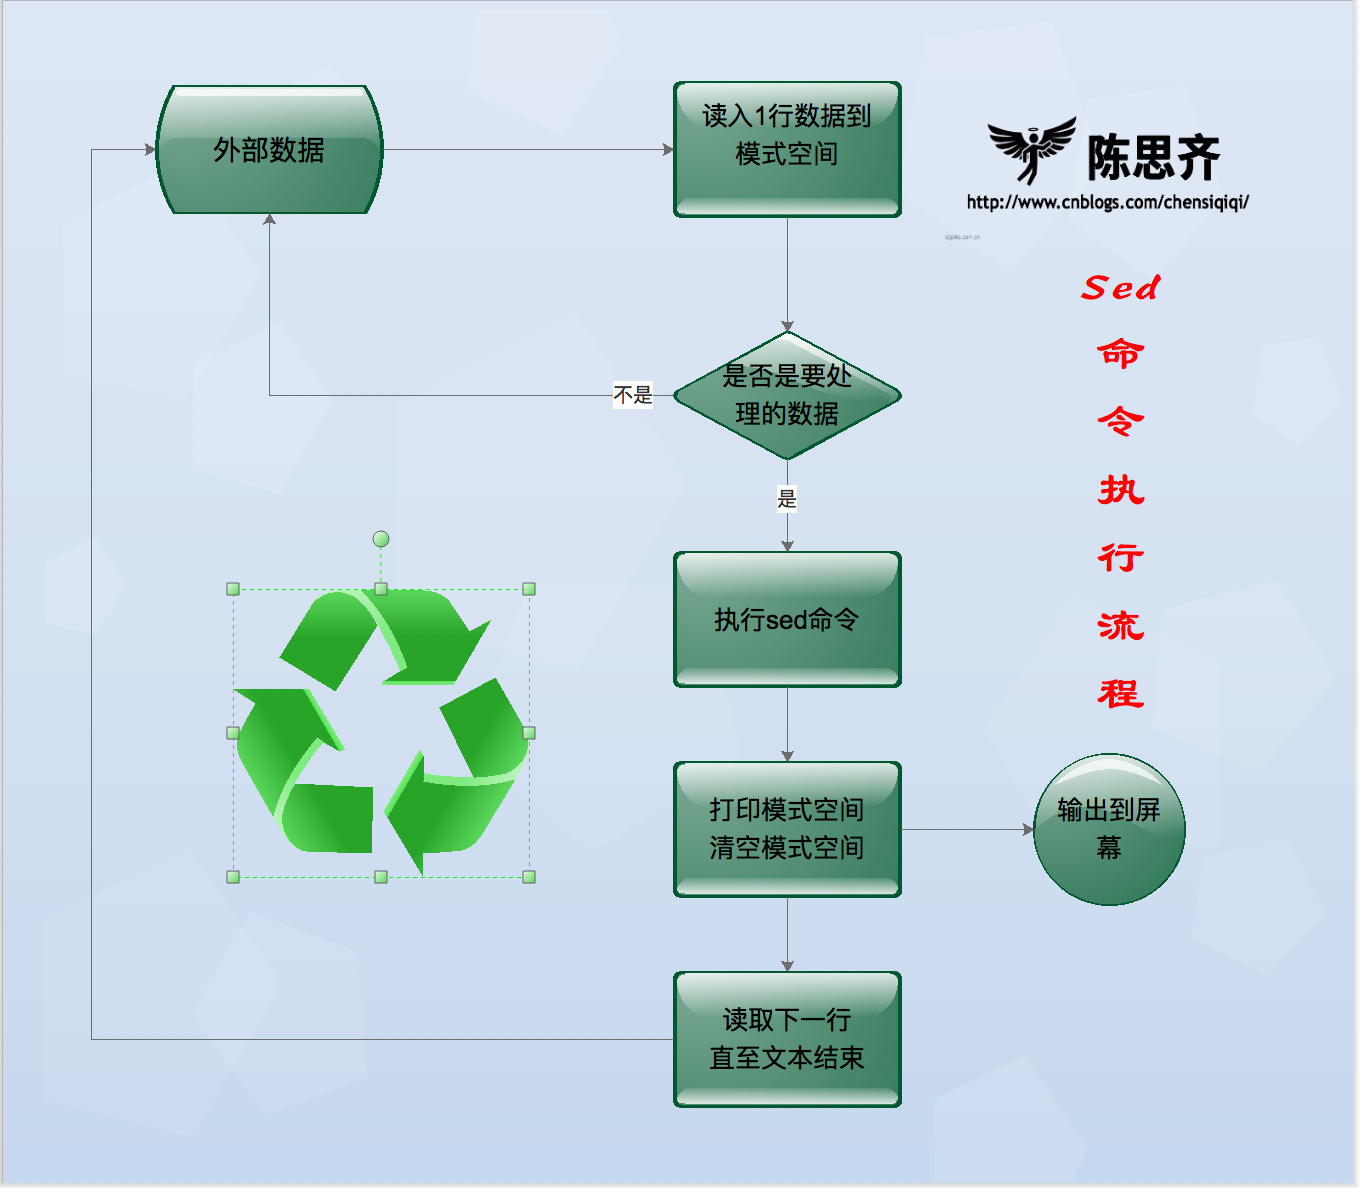 外部数据
读入1行数据到
模式空间
陈思齐
http://www.cnblogs.com/chensiqiqi/
Sed
命
令
执
行
流
程
是否是要处
理的数据
不是
是
执行sed命令
打印模式空间
清空模式空间
输出到屏
幕
读取下一行
直至文本结束